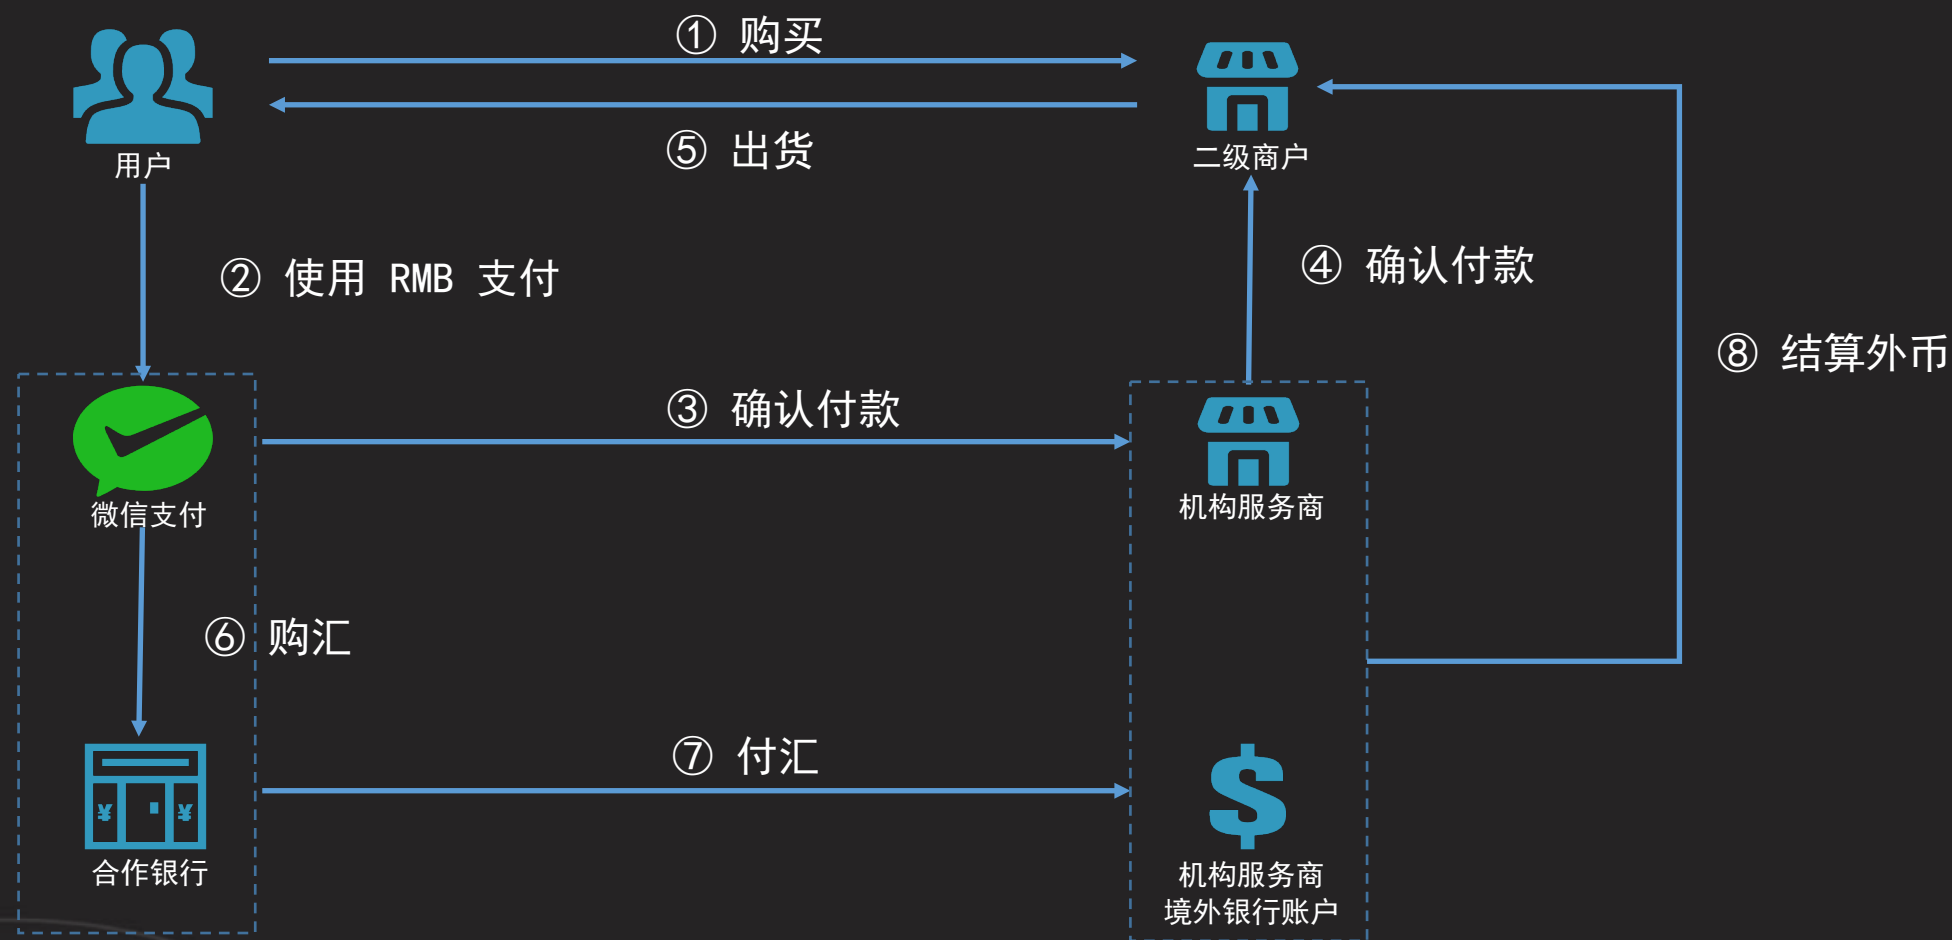 ① 购买
⑤ 出货
用户
二级商户
② 使用 RMB 支付
④ 确认付款
⑧ 结算外币
③ 确认付款
微信支付
机构服务商
⑥ 购汇
⑦ 付汇
¥ ¥
合作银行
$
机构服务商
境外银行账户